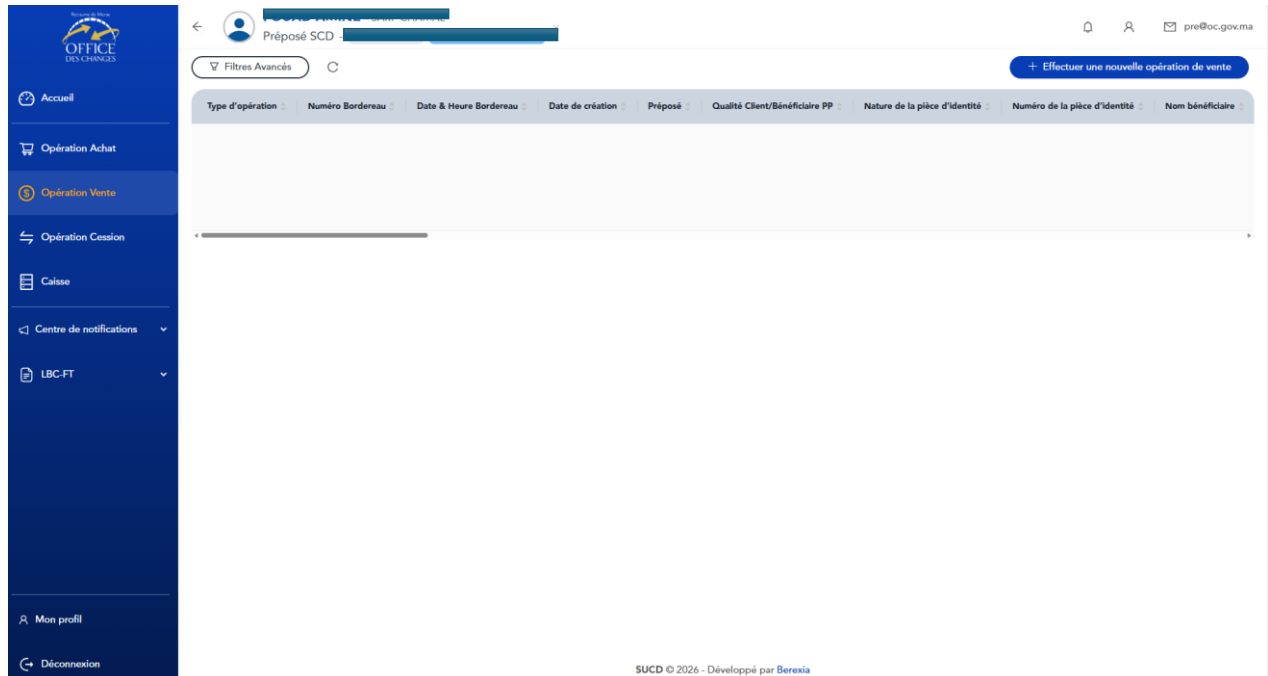 OFFICE
DES CHANGES
Préposé SCD -
pre@oc.gov.ma
Filtres Avancés
+ Effectuer une nouvelle opération de vente
Accueil
Type d'opération Numéro Bordereau Date & Heure Bordereau Date de création Préposé Qualité Client/Bénéficiaire PP Nature de la pièce d'identité Numéro de la pièce d'identité Nom bénéficiaire
Opération Achat
Opération Vente
Opération Cession
Caisse
Centre de notifications
LBC-FT
Mon profil
Déconnexion
SUCD © 2026 - Développé par Berexia